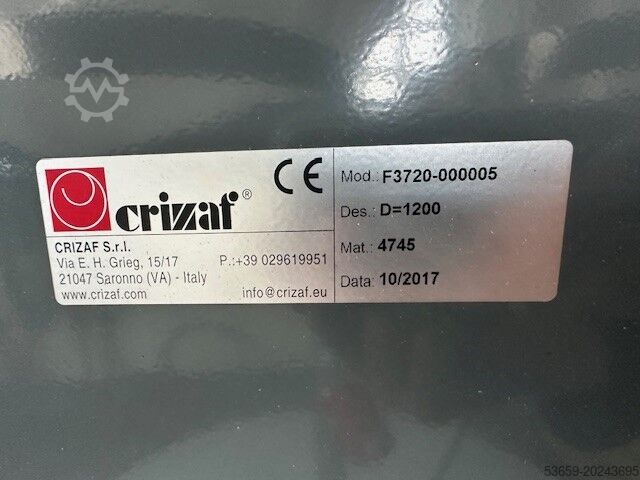 crizaf®
CE
CRIZAF S.r.l.
Via E. H. Grieg, 15/17 P.:+39 029619951
21047 Saronno (VA) - Italy
www.crizaf.com info@crizaf.eu
Mod.: F3720-000005
Des.: D=1200
Mat.: 4745
Data: 10/2017
53659-20243695